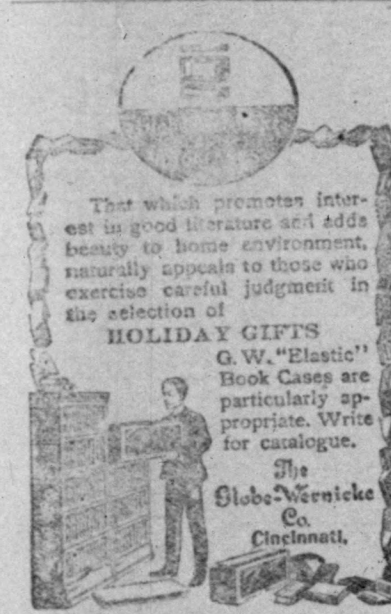 That which promotes inter-
est in good literature and adds
beauty to home environment,
naturally appeals to those who
exercise careful judgment in
the selection of
HOLIDAY GIFTS
G. W. "Elastic"
Book Cases are
particularly ap-
propriate. Write
for catalogue.
The
Globe-Wernicke
Co.
Cincinnati,